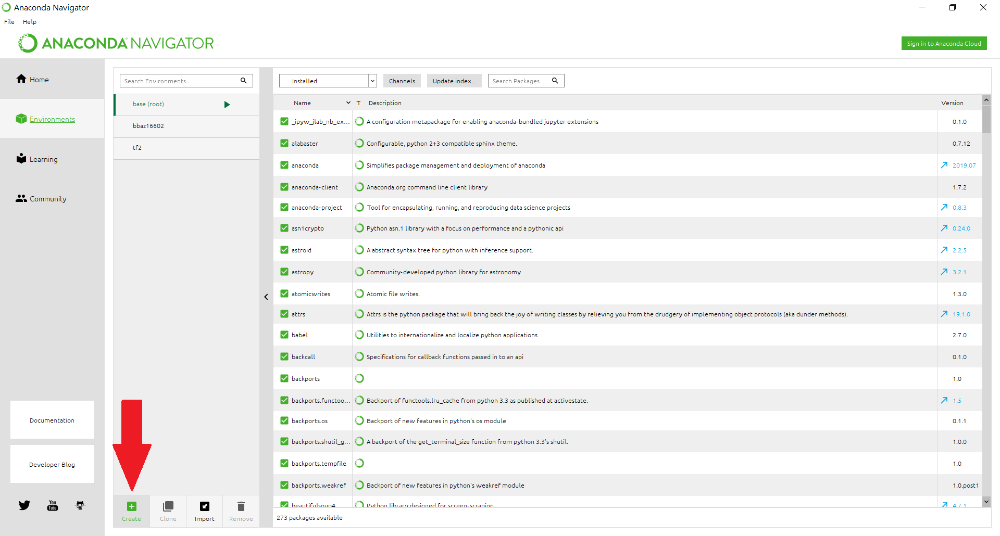 Anaconda Navigator
File Help
ANACONDA NAVIGATOR
Sign in to Anaconda Cloud
Home
Environments
Learning
Community
Documentation
Developer Blog
You Tube
Search Environments
base (root)
bbaz16602
tf2
Create Clone Import Remove
Installed Channels Update index... Search Packages
Name T Description Version
_ipyw_jlab_nb_ex... A configuration metapackage for enabling anaconda-bundled jupyter extensions 0.1.0
alabaster Configurable, python 2+3 compatible sphinx theme. 0.7.12
anaconda Simplifies package management and deployment of anaconda 2019.07
anaconda-client Anaconda.org command line client library 1.7.2
anaconda-project Tool for encapsulating, running, and reproducing data science projects 0.8.3
asn1crypto Python asn.1 library with a focus on performance and a pythonic api 0.24.0
astroid A abstract syntax tree for python with inference support. 2.2.5
astropy Community-developed python library for astronomy 3.2.1
atomicwrites Atomic file writes. 1.3.0
attrs Attrs is the python package that will bring back the joy of writing classes by relieving you from the drudgery of implementing object protocols (aka dunder methods). 19.1.0
babel Utilities to internationalize and localize python applications 2.7.0
backcall Specifications for callback functions passed in to an api 0.1.0
backports 1.0
backports.functoo... Backport of functools.lru_cache from python 3.3 as published at activestate. 1.5
backports.os Backport of new features in python's os module 0.1.1
backports.shutil_g... A backport of the get_terminal_size function from python 3.3's shutil. 1.0.0
backports.tempfile 1.0
backports.weakref Backport of new features in python's weakref module 1.0.post1
beautifulsoup4 Python library designed for screen-scraping 4.7.1
273 packages available